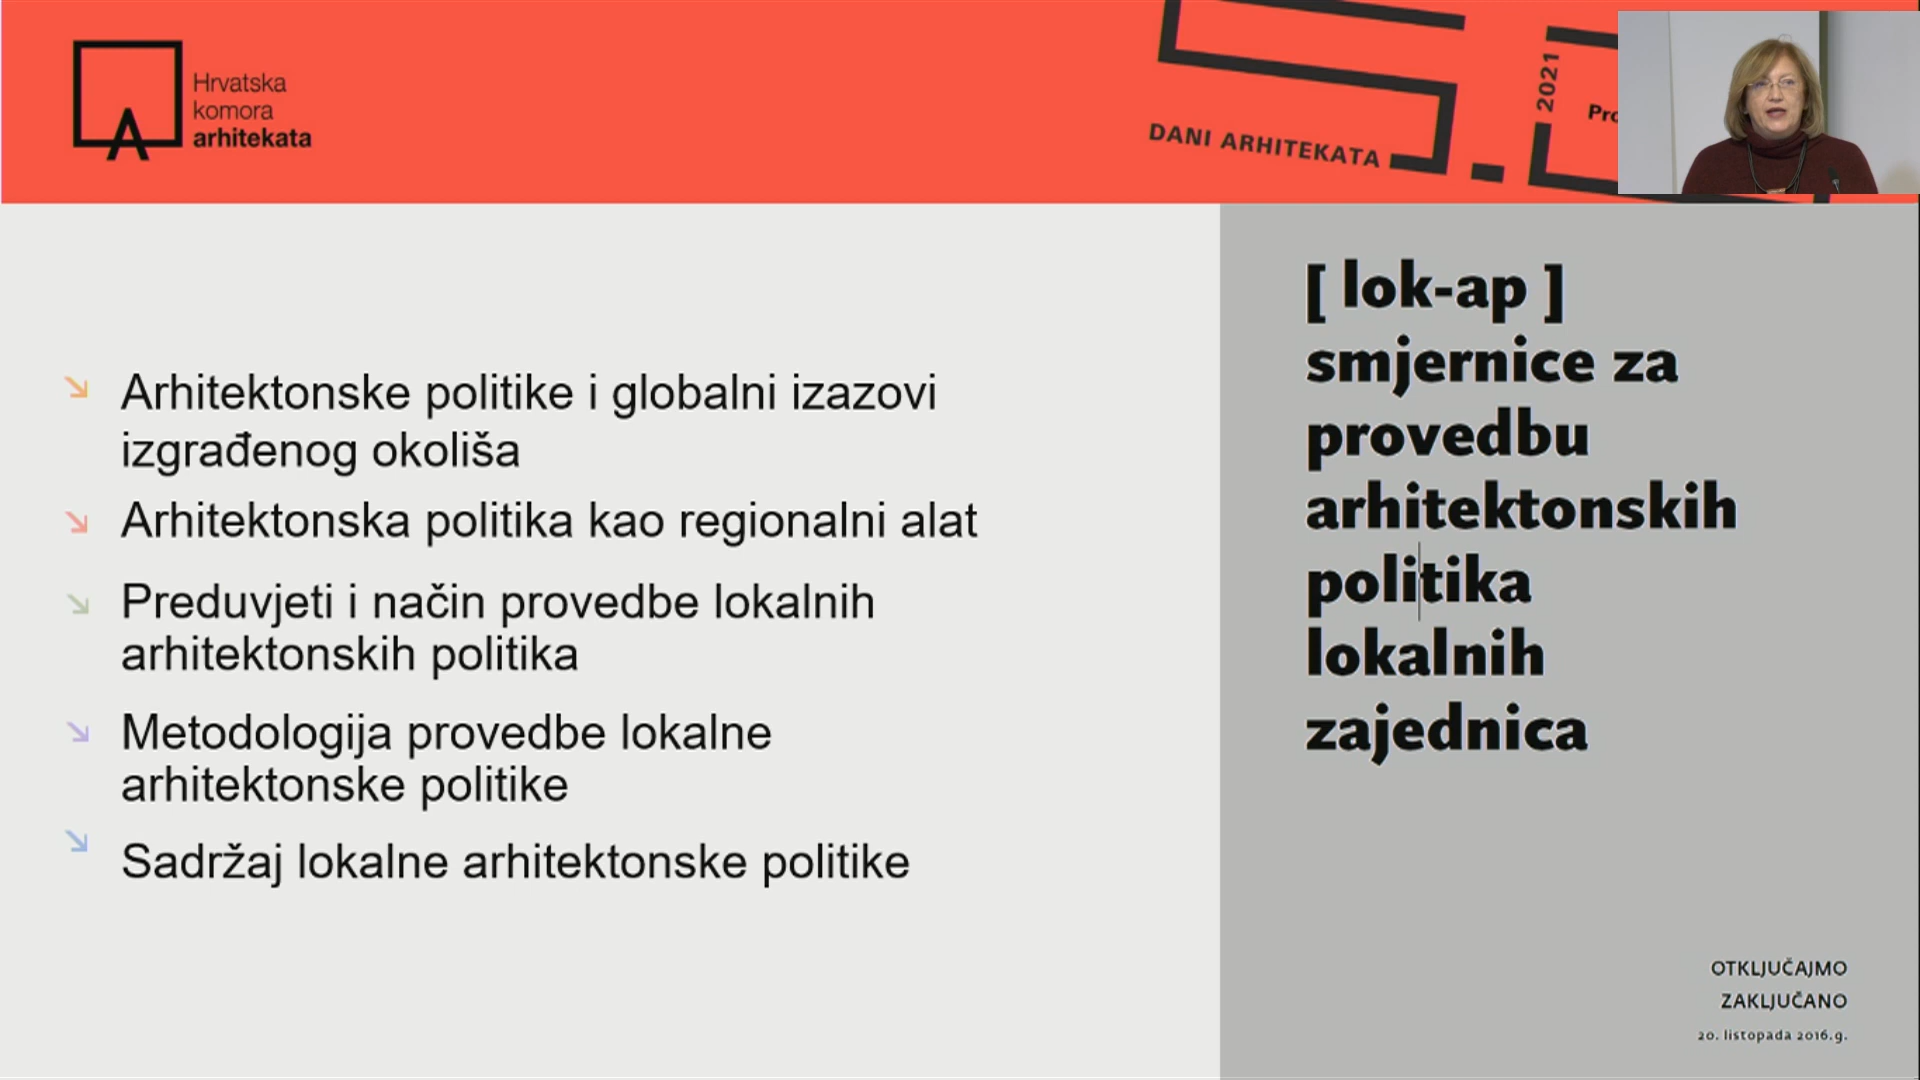 Hrvatska
komora
arhitekata
DANI ARHITEKATA
2021
[ lok-ap ]
smjernice za
provedbu
arhitektonskih
politika
lokalnih
zajednica
Arhitektonske politike i globalni izazovi
izgrađenog okoliša
Arhitektonska politika kao regionalni alat
Preduvjeti i način provedbe lokalnih
arhitektonskih politika
Metodologija provedbe lokalne
arhitektonske politike
Sadržaj lokalne arhitektonske politike
OTKLJUČAJMO
ZAKLJUČANO
20. listopada 2016.g.